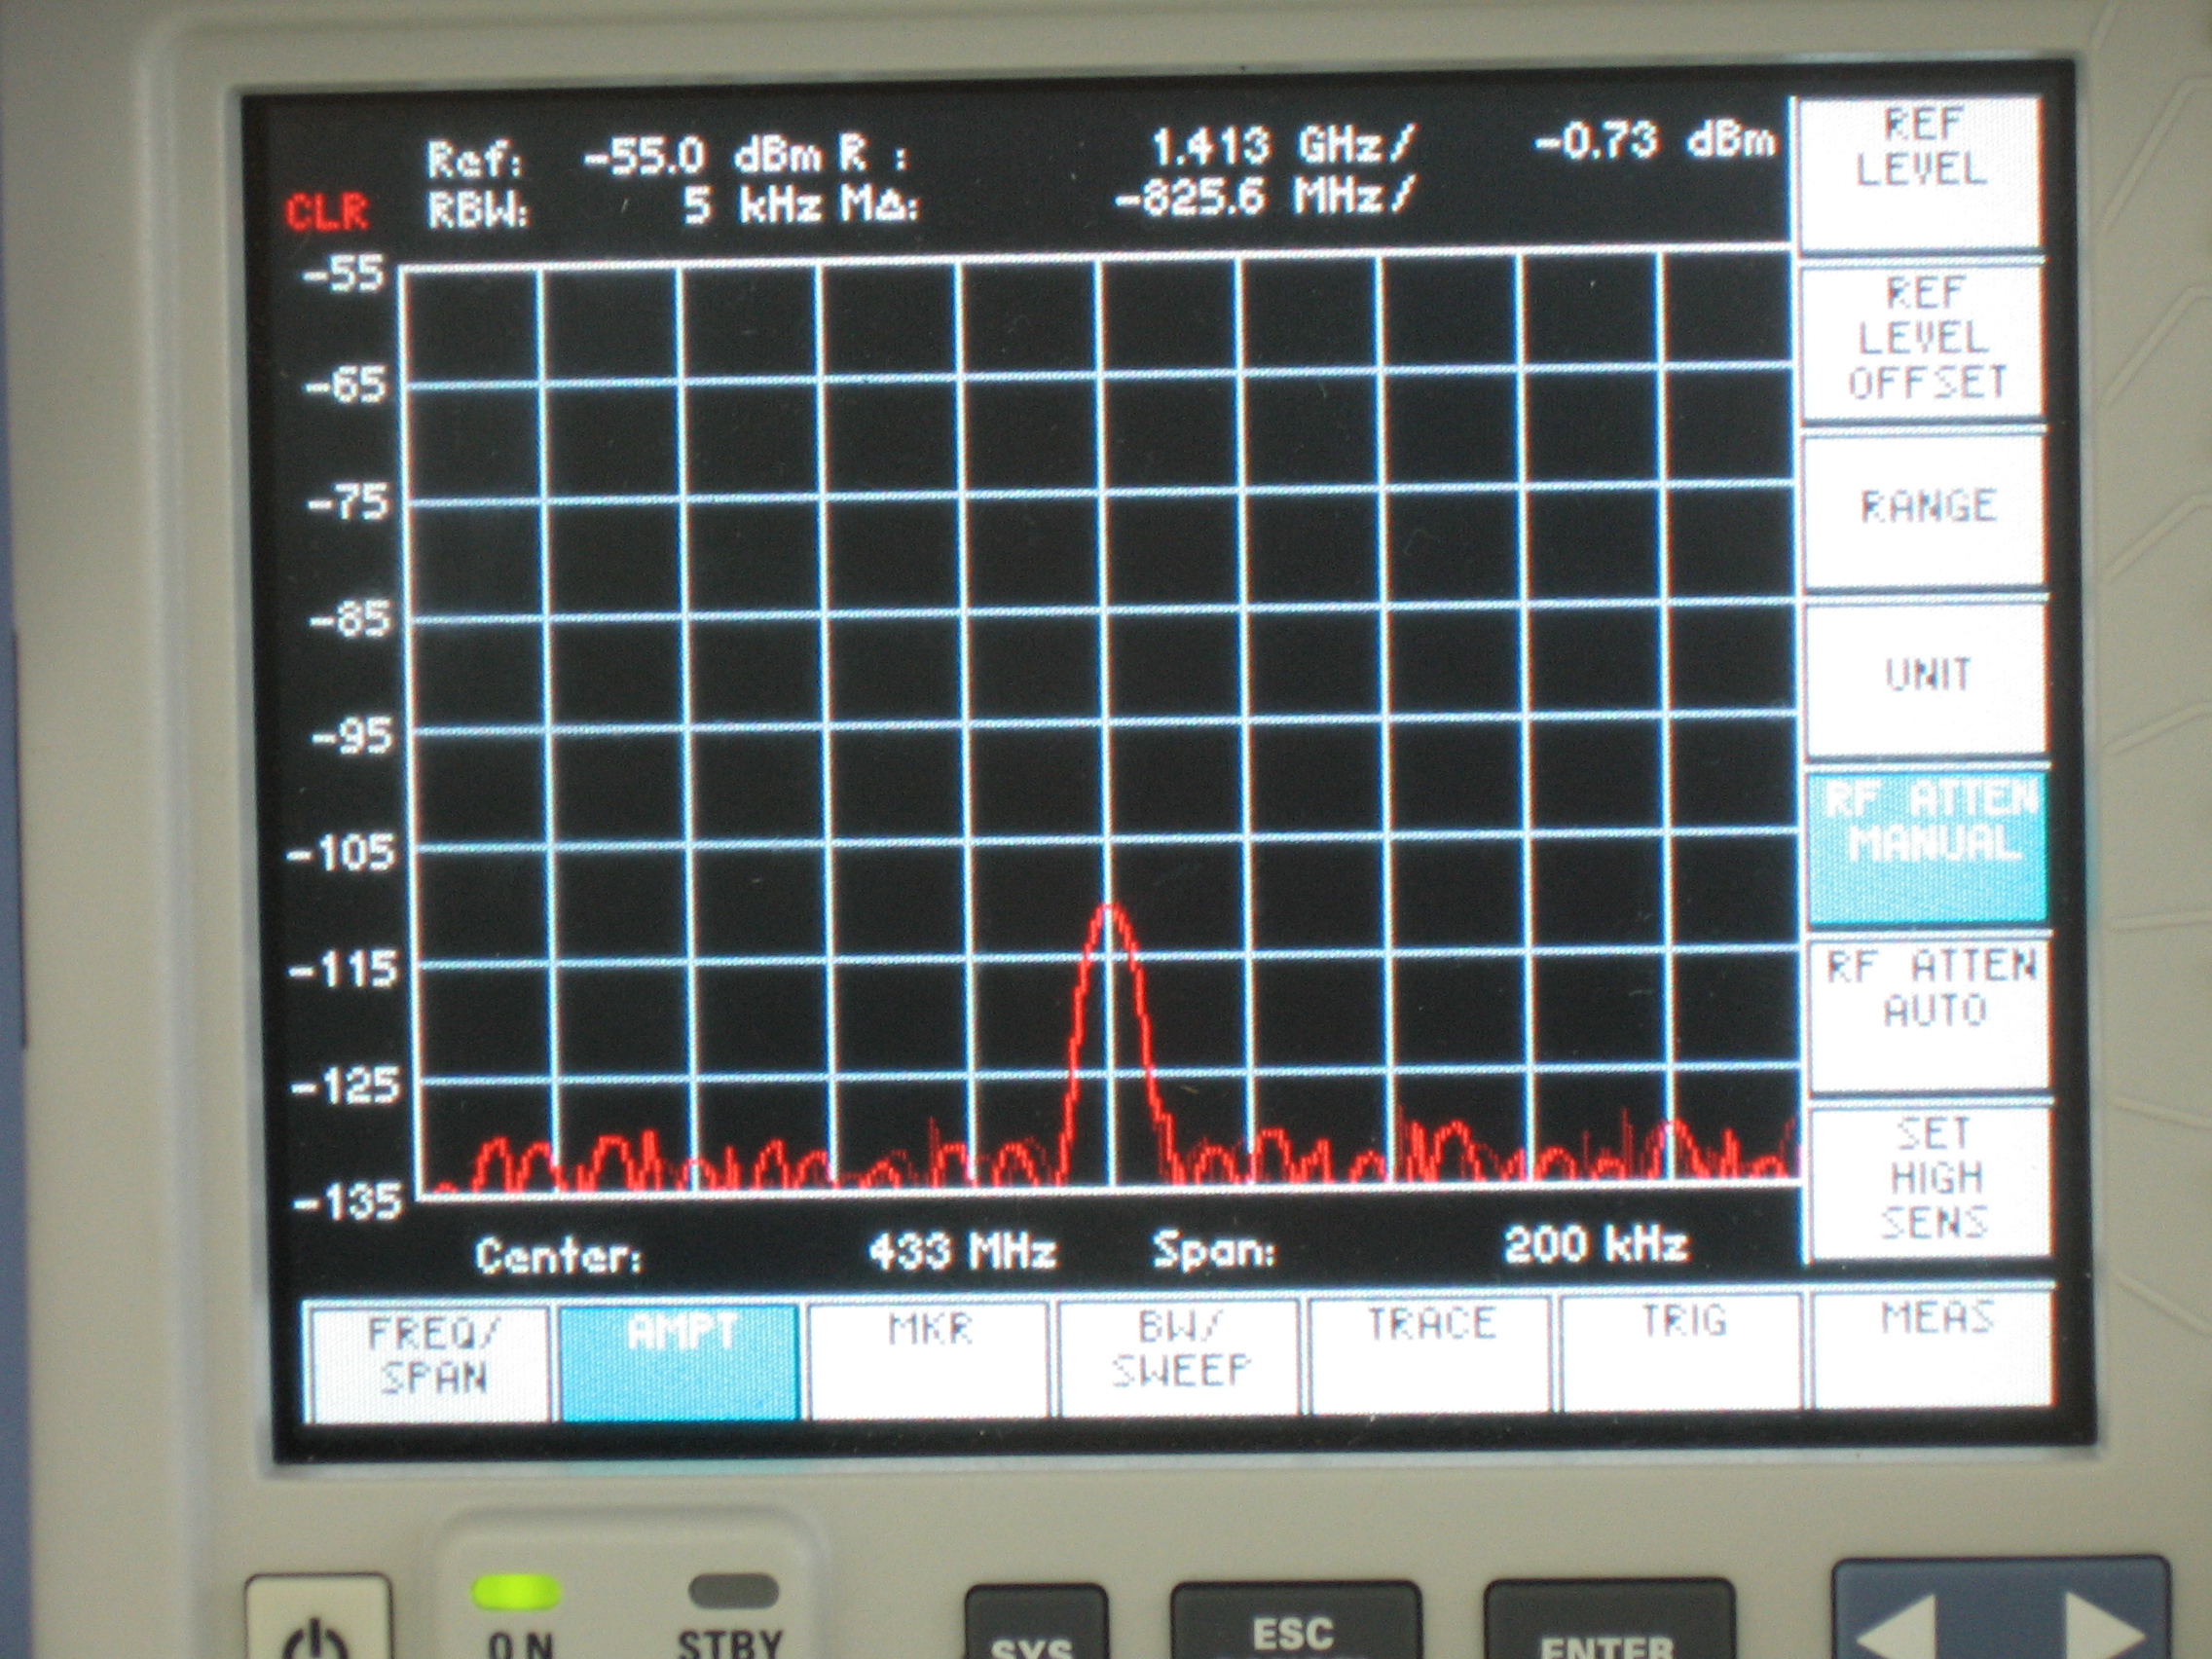 Ref: -55.0 dBm R : 1.413 GHz/ -0.73 dBm
CLR RBW: 5 kHz MΔ: -825.6 MHz/
-55
-65
-75
-85
-95
-105
-115
-125
-135
Center: 433 MHz Span: 200 kHz
REF
LEVEL
REF
LEVEL
OFFSET
RANGE
UNIT
RF ATTEN
MANUAL
RF ATTEN
AUTO
SET
HIGH
SENS
FREQ/
SPAN
AMPT
MKR
BW/
SWEEP
TRACE
TRIG
MEAS
ON
STBY
SYS
ESC
ENTER